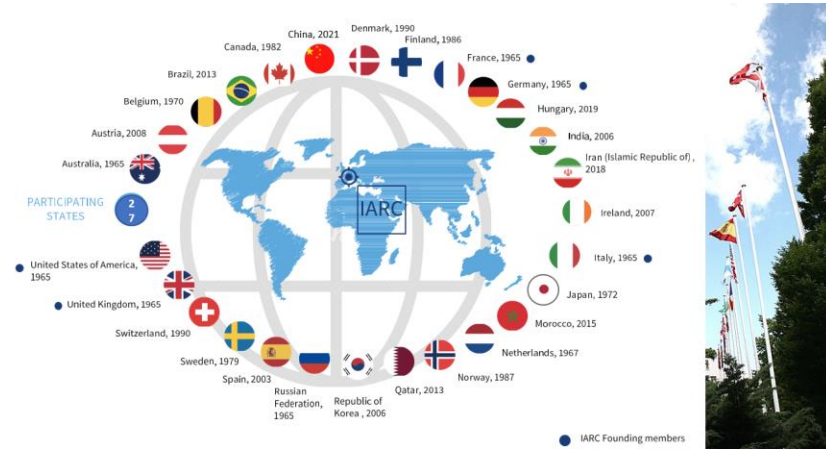 Denmark, 1990
China, 2021
Finland, 1986
Canada, 1982
France, 1965
Brazil, 2013
Germany, 1965
Belgium, 1970
Hungary, 2019
Austria, 2008
India, 2006
Australia, 1965
Iran (Islamic Republic of) ,
2018
PARTICIPATING
STATES
2
7
IARC
Ireland, 2007
United States of America,
1965
Italy, 1965
United Kingdom, 1965
Japan, 1972
Switzerland, 1990
Morocco, 2015
Sweden, 1979
Netherlands, 1967
Spain, 2003
Norway, 1987
Russian
Federation,
1965
Republic of
Korea , 2006
Qatar, 2013
IARC Founding members